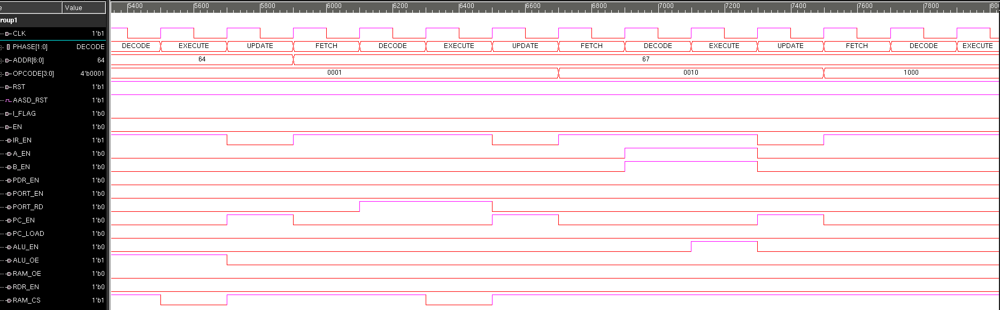 e Value |5400 |5600 |5800 |6000 |6200 |6400 |6600 |6800 |7000 |7200 |7400 |7600 |7800 |80
roup1
CLK 1'b1
PHASE[1:0] DECODE DECODE EXECUTE UPDATE FETCH DECODE EXECUTE UPDATE FETCH DECODE EXECUTE UPDATE FETCH DECODE EXECUTE
ADDR[6:0] 64 64 67
OPCODE[3:0] 4'b0001 0001 0010 1000
RST 1'b1
AASD_RST 1'b1
I_FLAG 1'b0
EN 1'b0
IR_EN 1'b1
A_EN 1'b0
B_EN 1'b0
PDR_EN 1'b0
PORT_EN 1'b0
PORT_RD 1'b0
PC_EN 1'b0
PC_LOAD 1'b0
ALU_EN 1'b0
ALU_OE 1'b1
RAM_OE 1'b0
RDR_EN 1'b0
RAM_CS 1'b1